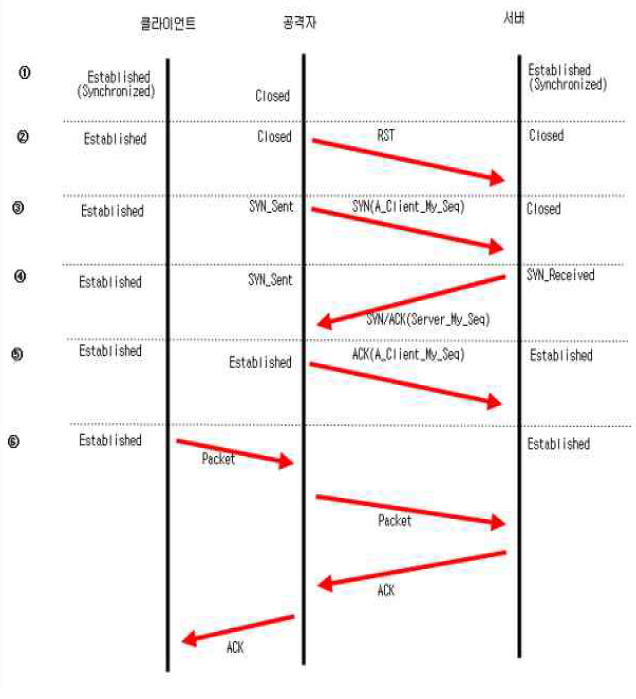 클라이언트 공격자 서버
① Established
(Synchronized) Closed Established
(Synchronized)
② Established Closed RST Closed
③ Established SYN_Sent SYN(A_Client_My_Seq) Closed
④ Established SYN_Sent SYN_Received
SYN/ACK(Server_My_Seq)
⑤ Established Established ACK(A_Client_My_Seq) Established
⑥ Established Established
Packet
Packet
ACK
ACK